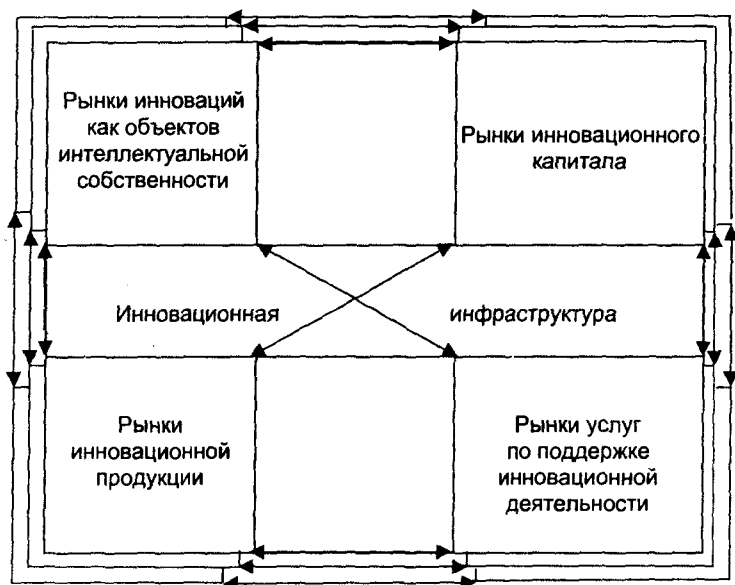 Рынки инноваций
как объектов
интеллектуальной
собственности
Рынки инновационного
капитала
Инновационная инфраструктура
Рынки
инновационной
продукции
Рынки услуг
по поддержке
инновационной
деятельности